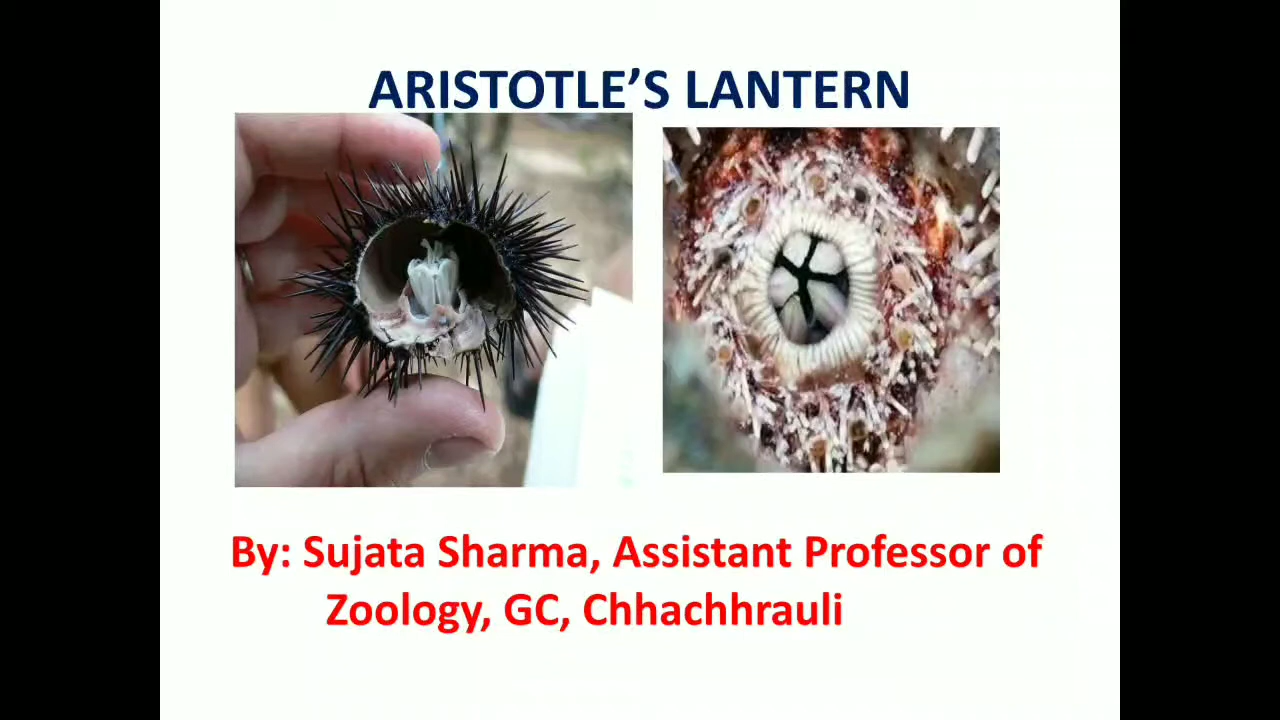 ARISTOTLE’S LANTERN
By: Sujata Sharma, Assistant Professor of
Zoology, GC, Chhachhrauli